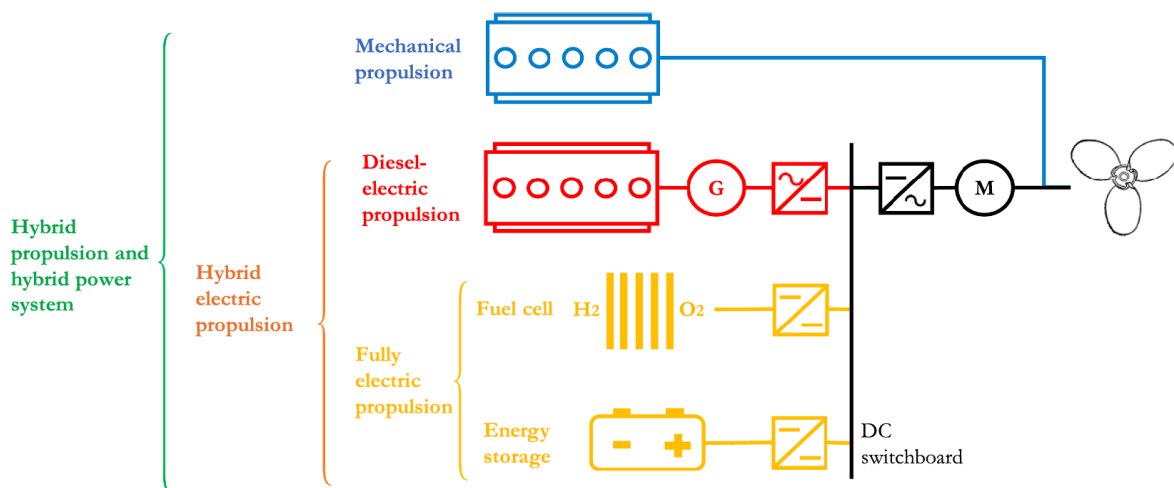 Mechanical
propulsion
Diesel-
electric
propulsion
G
M
Hybrid
propulsion and
hybrid power
system
Hybrid
electric
propulsion
Fuel cell
H2
O2
Fully
electric
propulsion
Energy
storage
DC
switchboard